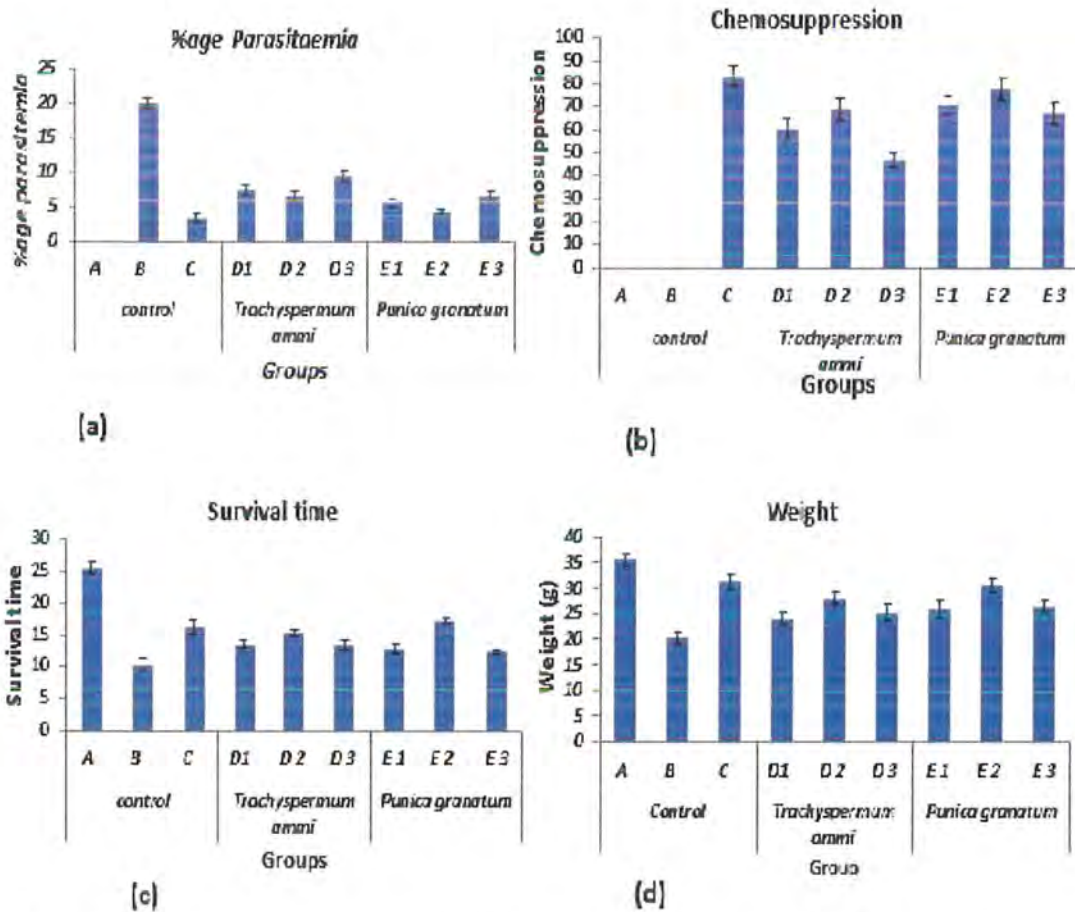 %age Parasitaemia
%age parasitemia
25
20
15
10
5
0
A B C D1 D2 D3 E1 E2 E3
control Trachyspermum ammi Punica granatum
Groups
(a)
Chemosuppression
Chemosuppression
100
90
80
70
60
50
40
30
20
10
0
A B C D1 D2 D3 E1 E2 E3
control Trachyspermum ammi Punica granatum
Groups
(b)
Survival time
Survival time
30
25
20
15
10
5
0
A B C D1 D2 D3 E1 E2 E3
control Trachyspermum ammi Punica granatum
Groups
(c)
Weight
Weight (g)
40
35
30
25
20
15
10
5
0
A B C D1 D2 D3 E1 E2 E3
Control Trachyspermum ammi Punica granatum
Group
(d)